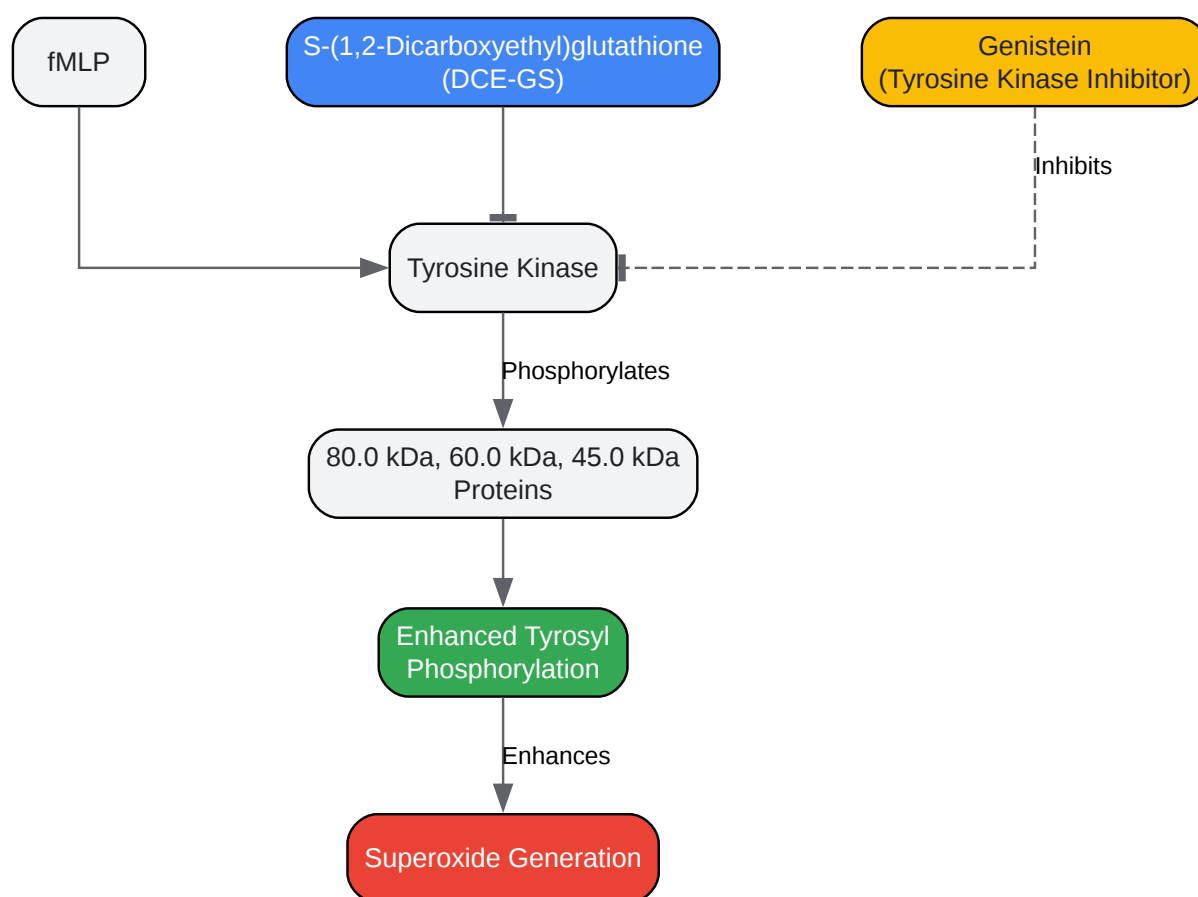 fMLP
S-(1,2-Dicarboxyethyl)glutathione
(DCE-GS)
Genistein
(Tyrosine Kinase Inhibitor)
Inhibits
Tyrosine Kinase
Phosphorylates
80.0 kDa, 60.0 kDa, 45.0 kDa
Proteins
Enhanced Tyrosyl
Phosphorylation
Enhances
Superoxide Generation